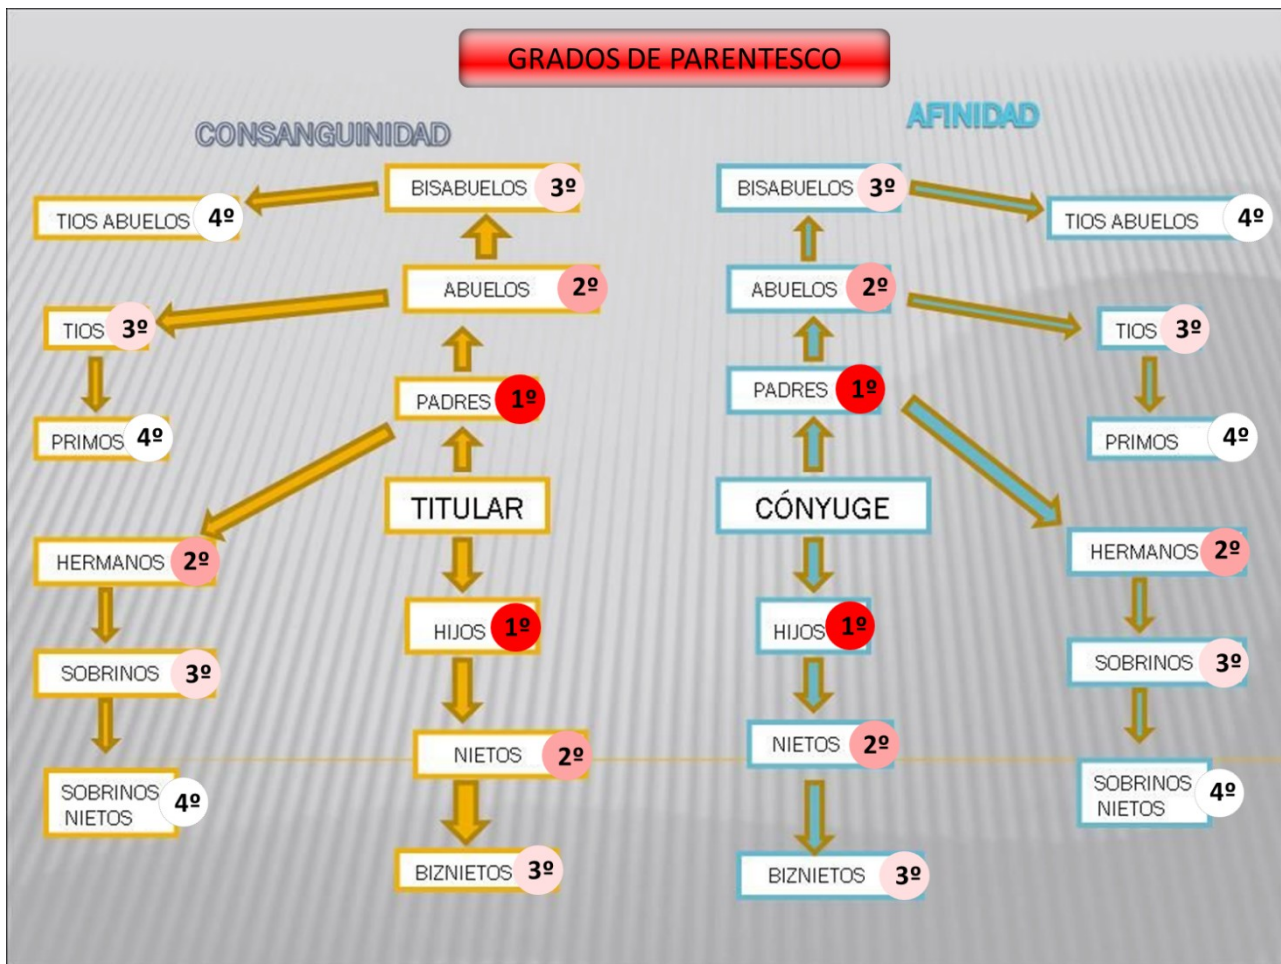 GRADOS DE PARENTESCO
CONSANGUINIDAD
BISABUELOS 3º
TIOS ABUELOS 4º
ABUELOS 2º
TIOS 3º
PADRES 1º
PRIMOS 4º
TITULAR
HERMANOS 2º
HIJOS 1º
SOBRINOS 3º
NIETOS 2º
SOBRINOS
NIETOS 4º
BIZNIETOS 3º
AFINIDAD
BISABUELOS 3º
TIOS ABUELOS 4º
ABUELOS 2º
TIOS 3º
PADRES 1º
PRIMOS 4º
CÓNYUGE
HERMANOS 2º
HIJOS 1º
SOBRINOS 3º
NIETOS 2º
SOBRINOS
NIETOS 4º
BIZNIETOS 3º